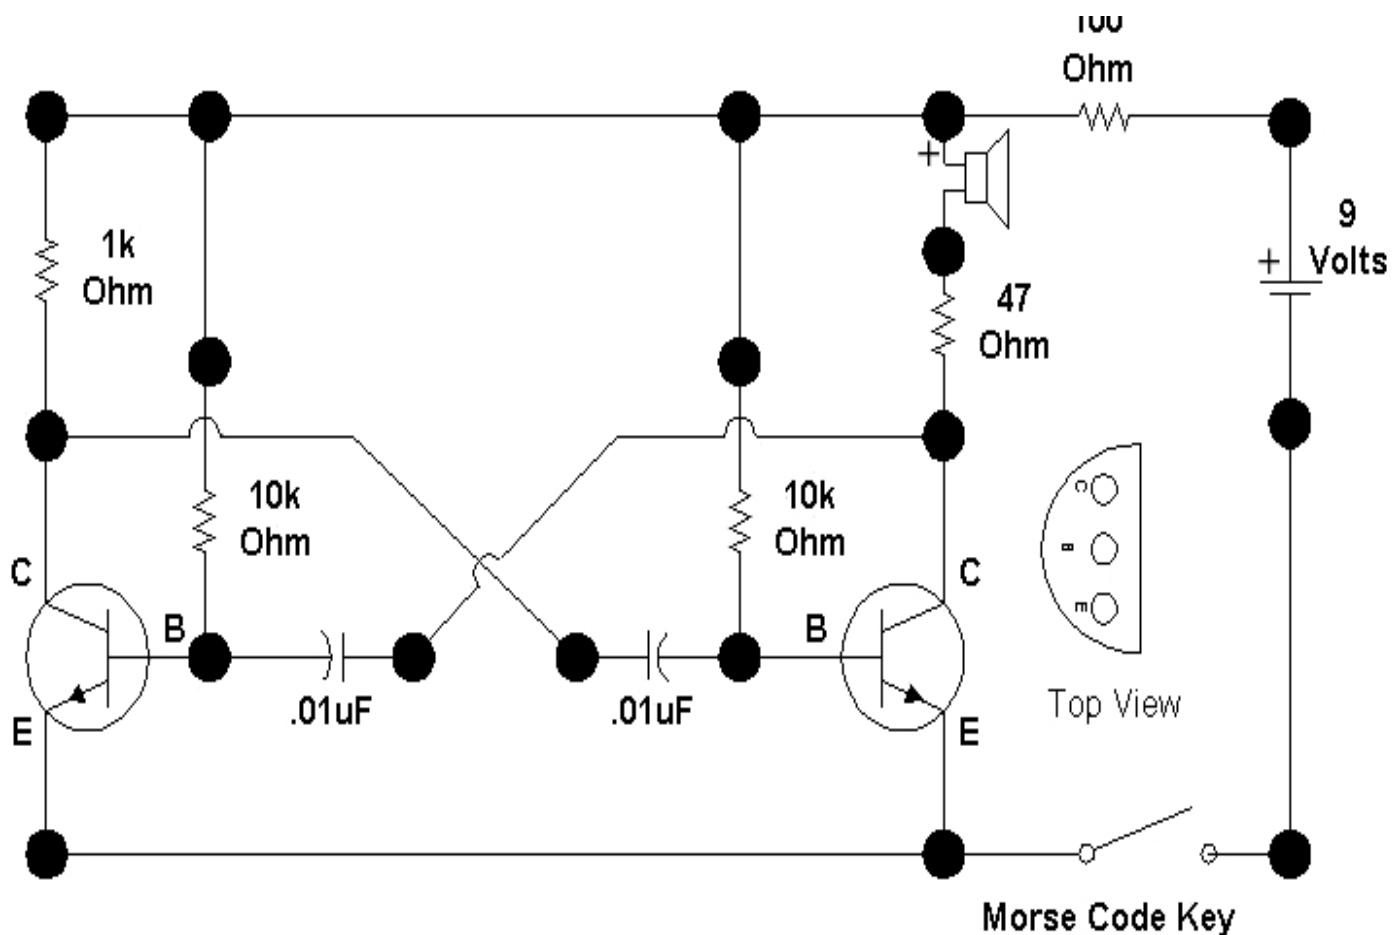 100
Ohm
+
9
Volts
+
1k
Ohm
47
Ohm
10k
Ohm
10k
Ohm
C
B
E
C
B
E
C
B
E
.01uF
.01uF
Top View
Morse Code Key